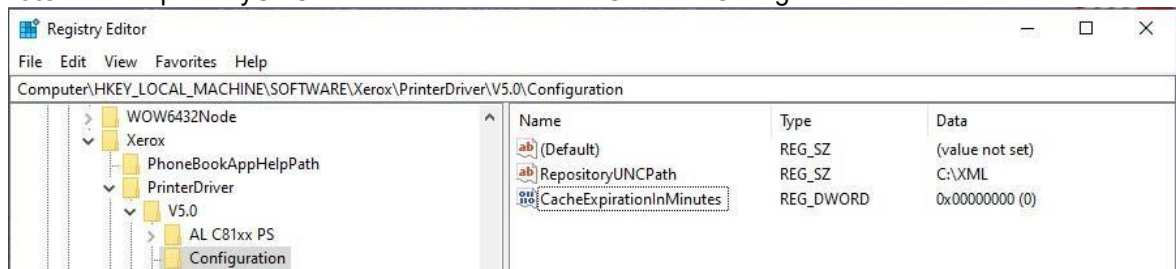 Registry Editor
File Edit View Favorites Help
Computer\HKEY_LOCAL_MACHINE\SOFTWARE\Xerox\PrinterDriver\V5.0\Configuration
WOW6432Node
Xerox
PhoneBookAppHelpPath
PrinterDriver
V5.0
AL C81xx PS
Configuration
Name Type Data
(Default) REG_SZ (value not set)
RepositoryUNCPath REG_SZ C:\XML
CacheExpirationInMinutes REG_DWORD 0x00000000 (0)